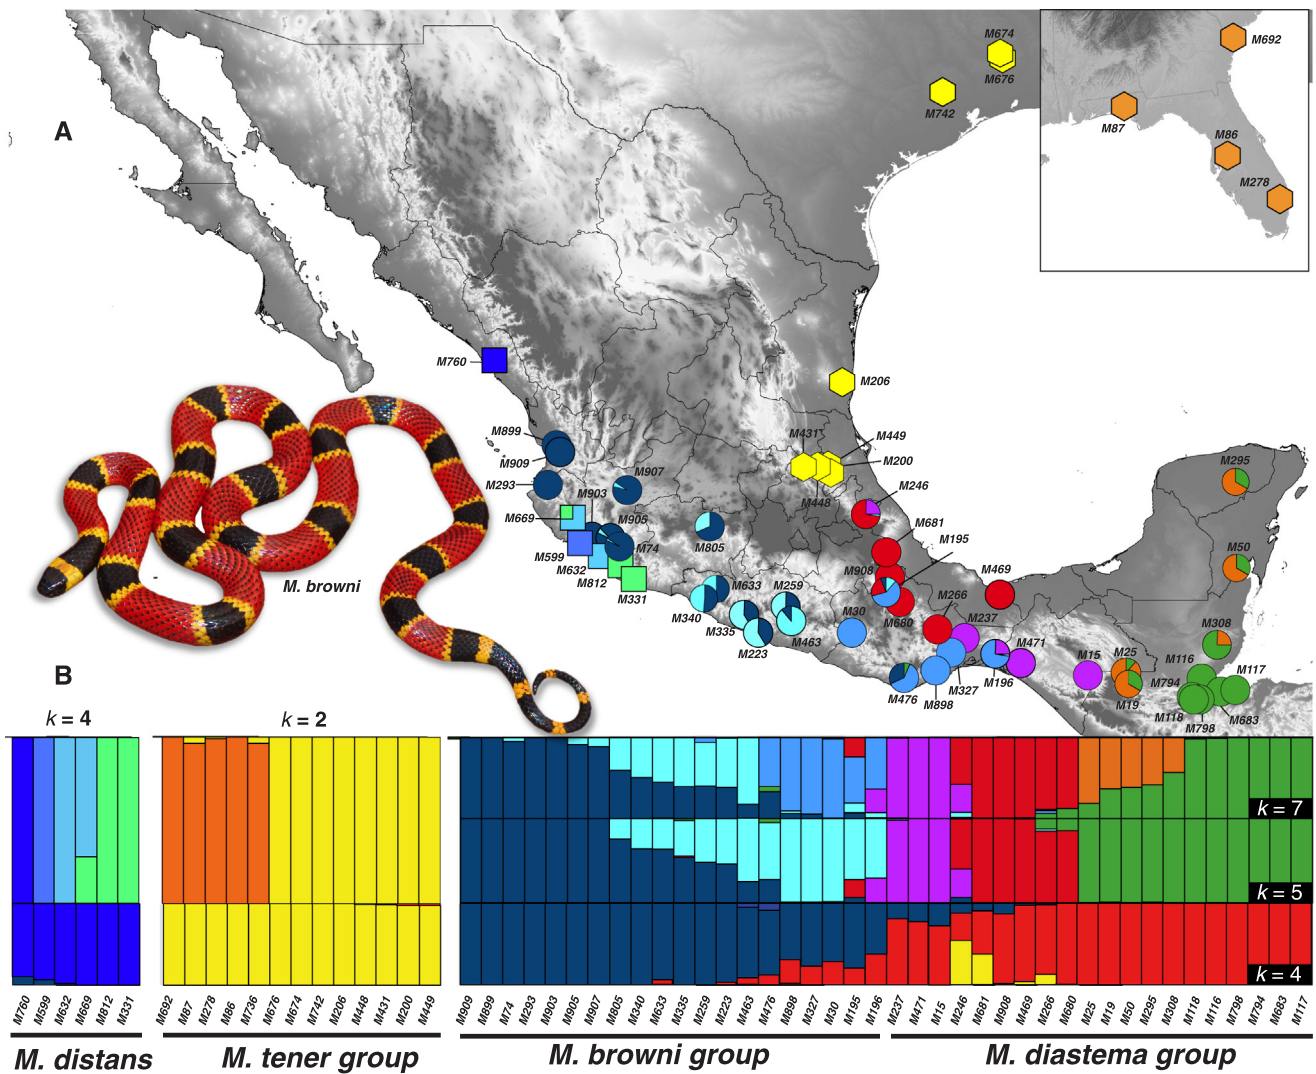 A
M674
M676
M742
M692
M87
M86
M278
M760
M206
M899
M909
M293
M907
M903
M669
M905
M599
M74
M632
M812
M331
M805
M431
M449
M200
M448
M246
M681
M195
M908
M680
M469
M266
M237
M633
M259
M340
M335
M223
M463
M30
M476
M898
M327
M196
M471
M15
M25
M19
M295
M50
M308
M116
M117
M794
M118
M798
M683
M. browni
B
k = 4
k = 2
k = 7
k = 5
k = 4
M760 M599 M632 M669 M812 M331
M692 M87 M278 M86 M736 M676 M674 M742 M206 M448 M431 M200 M449
M909 M899 M74 M293 M903 M905 M907 M805 M340 M633 M335 M259 M223 M463 M476 M898 M327 M30 M195 M196
M237 M471 M15 M246 M681 M908 M469 M266 M680 M25 M19 M50 M295 M308 M118 M116 M798 M794 M683 M117
M. distans
M. tener group
M. browni group
M. diastema group